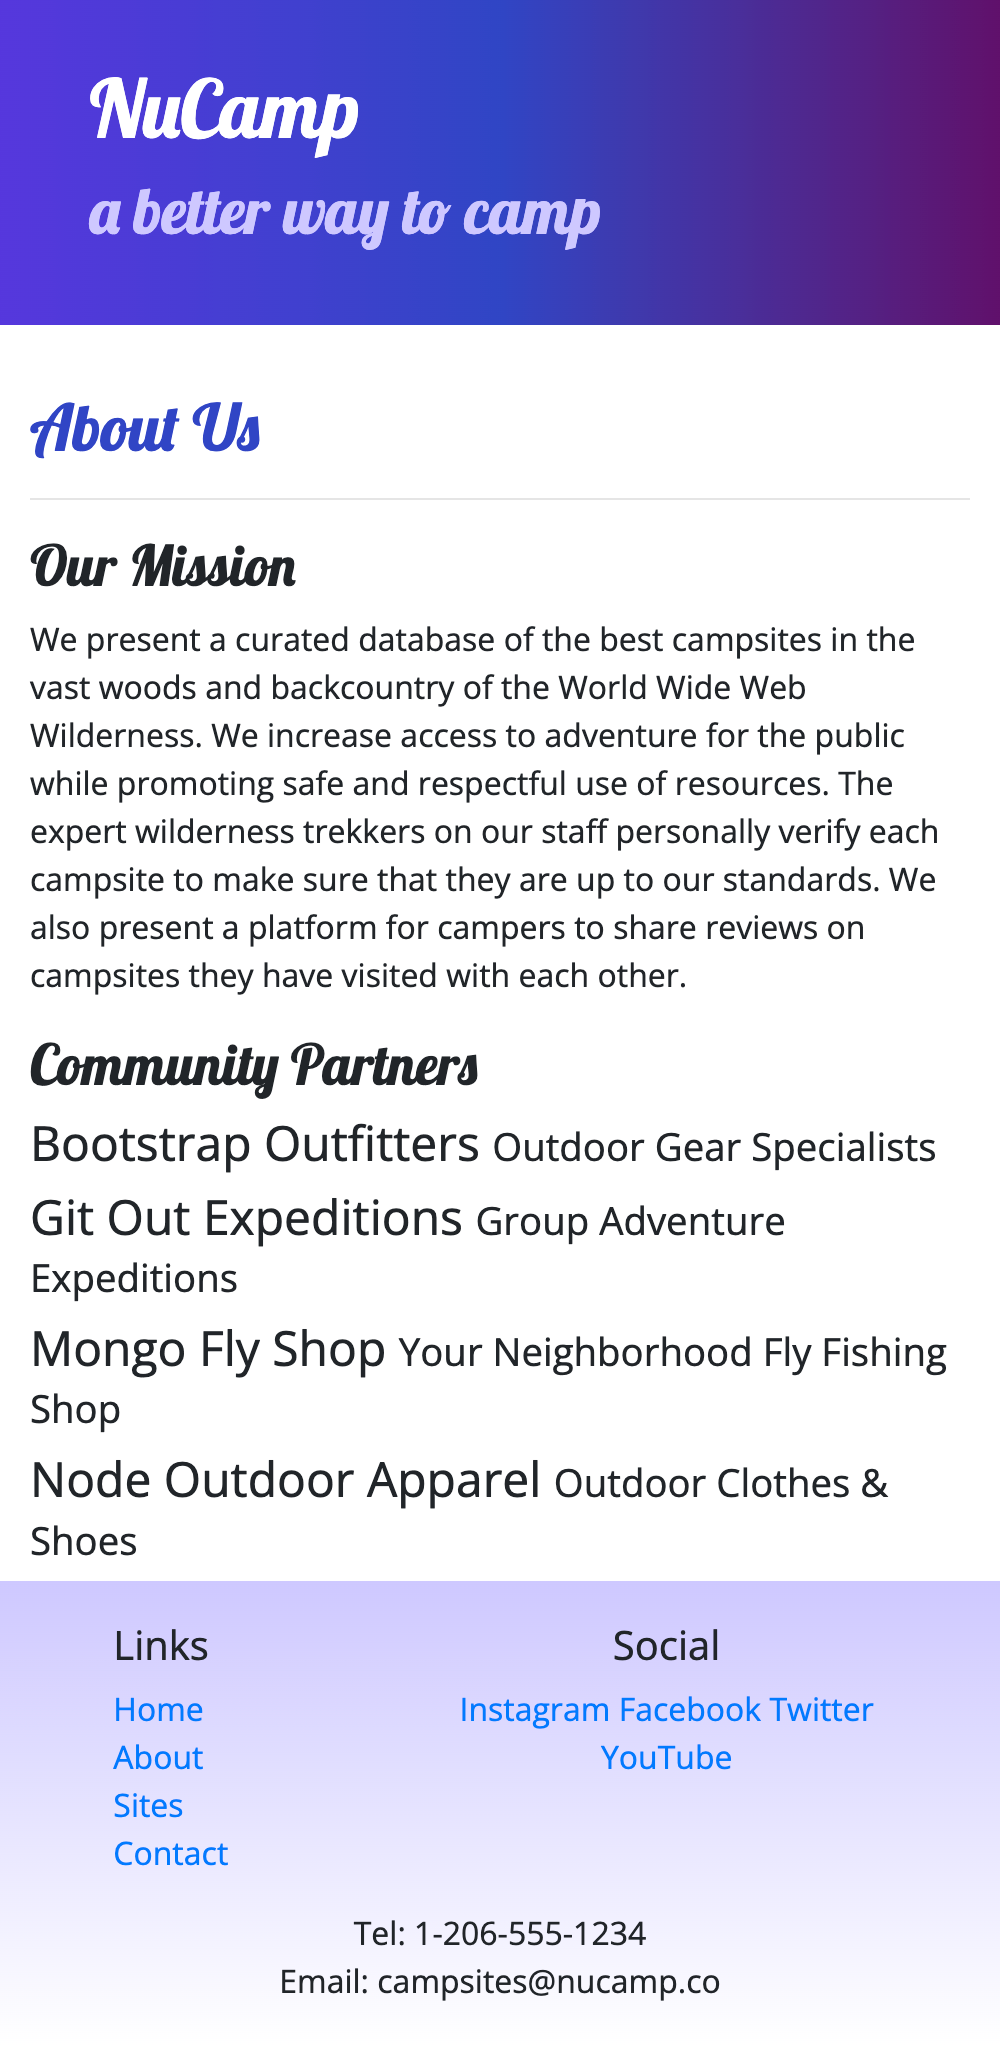 NuCamp
a better way to camp
About Us
Our Mission
We present a curated database of the best campsites in the
vast woods and backcountry of the World Wide Web
Wilderness. We increase access to adventure for the public
while promoting safe and respectful use of resources. The
expert wilderness trekkers on our staff personally verify each
campsite to make sure that they are up to our standards. We
also present a platform for campers to share reviews on
campsites they have visited with each other.
Community Partners
Bootstrap Outfitters Outdoor Gear Specialists
Git Out Expeditions Group Adventure
Expeditions
Mongo Fly Shop Your Neighborhood Fly Fishing
Shop
Node Outdoor Apparel Outdoor Clothes &
Shoes
Links
Home
About
Sites
Contact
Social
Instagram Facebook Twitter
YouTube
Tel: 1-206-555-1234
Email: campsites@nucamp.co